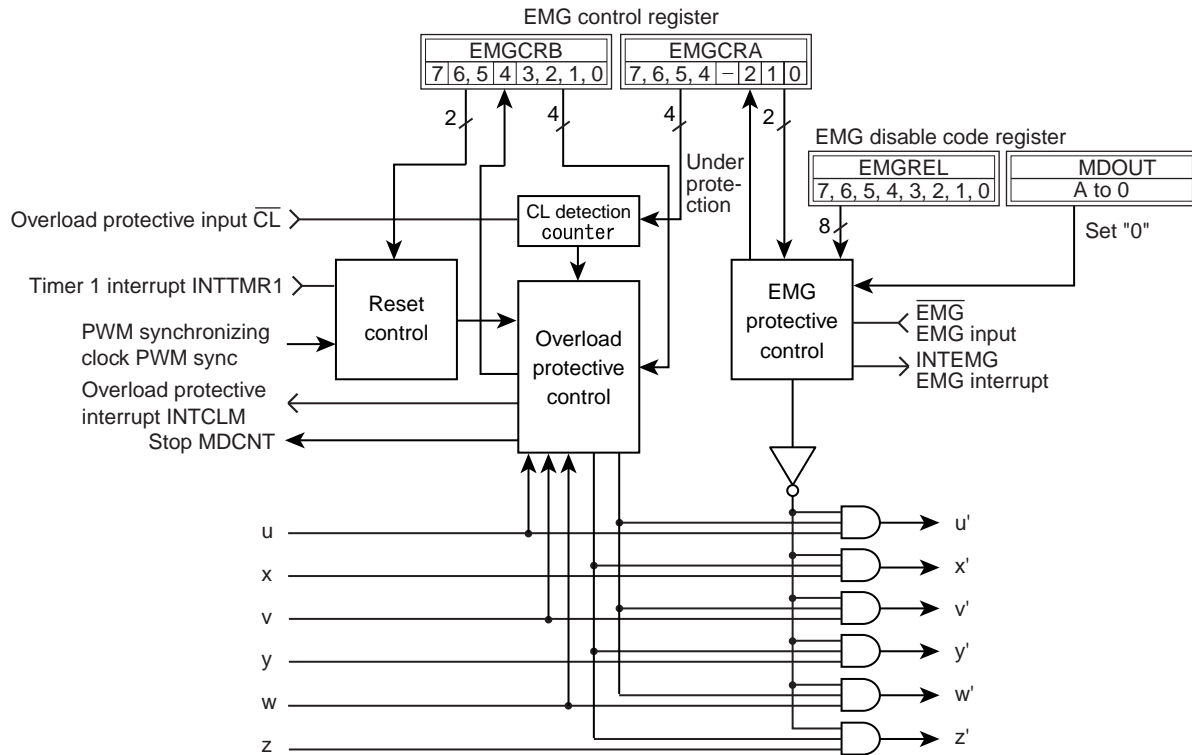 EMG control register
EMGCRB
7 6, 5 4 3, 2, 1, 0
EMGCRA
7, 6, 5, 4 − 2 1 0
2
4
4
2
EMG disable code register
EMGREL
7, 6, 5, 4, 3, 2, 1, 0
MDOUT
A to 0
Under
prote-
ction
8
Set "0"
Overload protective input C̅L̅
CL detection
counter
Timer 1 interrupt INTTMR1
Reset
control
PWM synchronizing
clock PWM sync
Overload
protective
control
EMG
protective
control
E̅M̅G̅
EMG input
INTEMG
EMG interrupt
Overload protective
interrupt INTCLM
Stop MDCNT
u
u'
x
x'
v
v'
y
y'
w
w'
z
z'